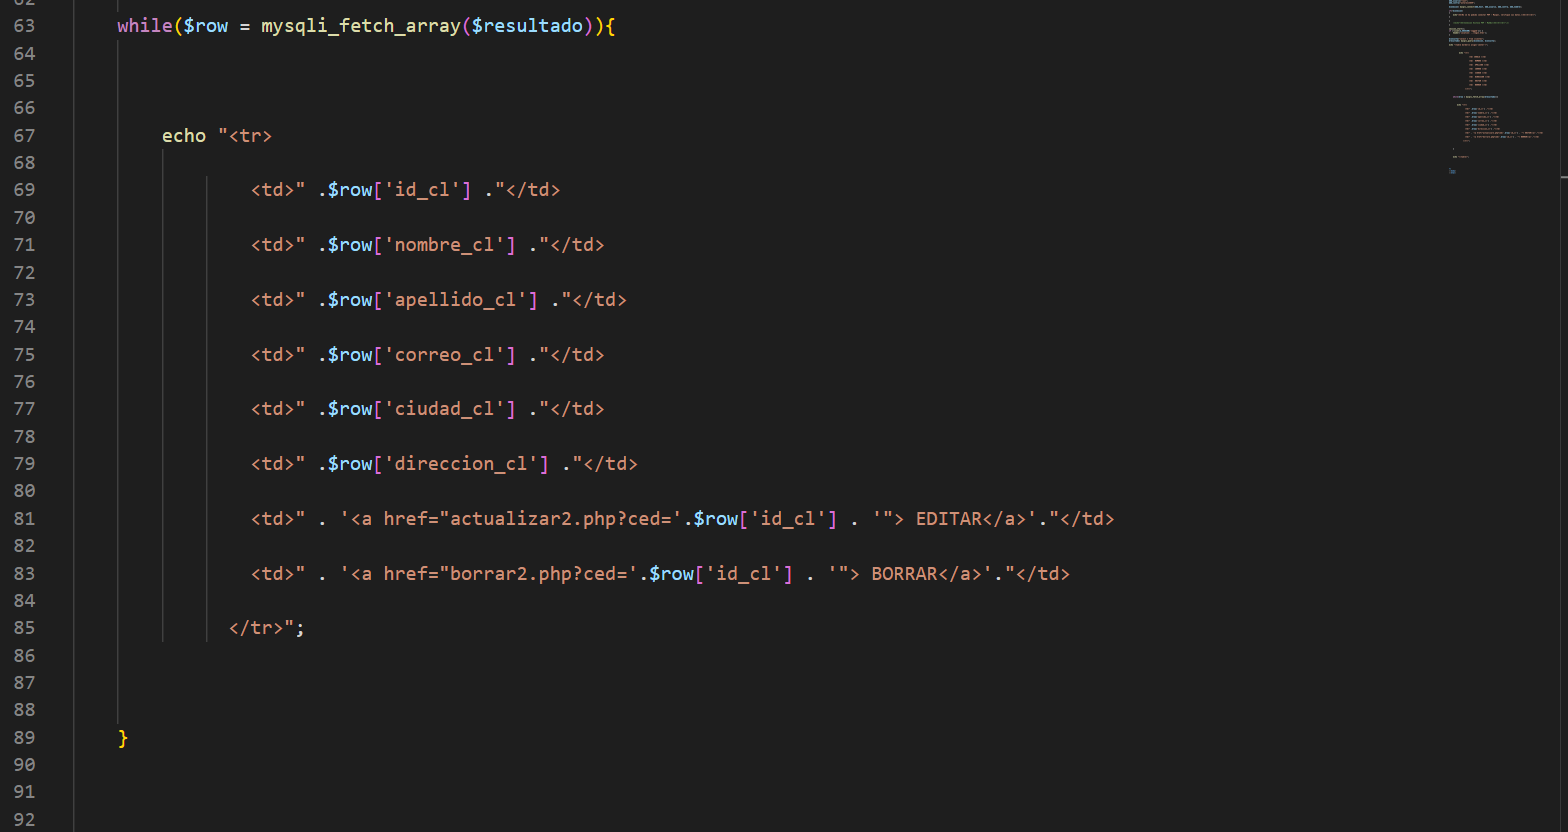 62
63 while($row = mysqli_fetch_array($resultado)){
64
65
66
67 echo "<tr>
68
69 <td>" .$row['id_cl'] ."</td>
70
71 <td>" .$row['nombre_cl'] ."</td>
72
73 <td>" .$row['apellido_cl'] ."</td>
74
75 <td>" .$row['correo_cl'] ."</td>
76
77 <td>" .$row['ciudad_cl'] ."</td>
78
79 <td>" .$row['direccion_cl'] ."</td>
80
81 <td>" . '<a href="actualizar2.php?ced='.$row['id_cl'] . '"> EDITAR</a>'."</td>
82
83 <td>" . '<a href="borrar2.php?ced='.$row['id_cl'] . '"> BORRAR</a>'."</td>
84
85 </tr>";
86
87
88
89 }
90
91
92